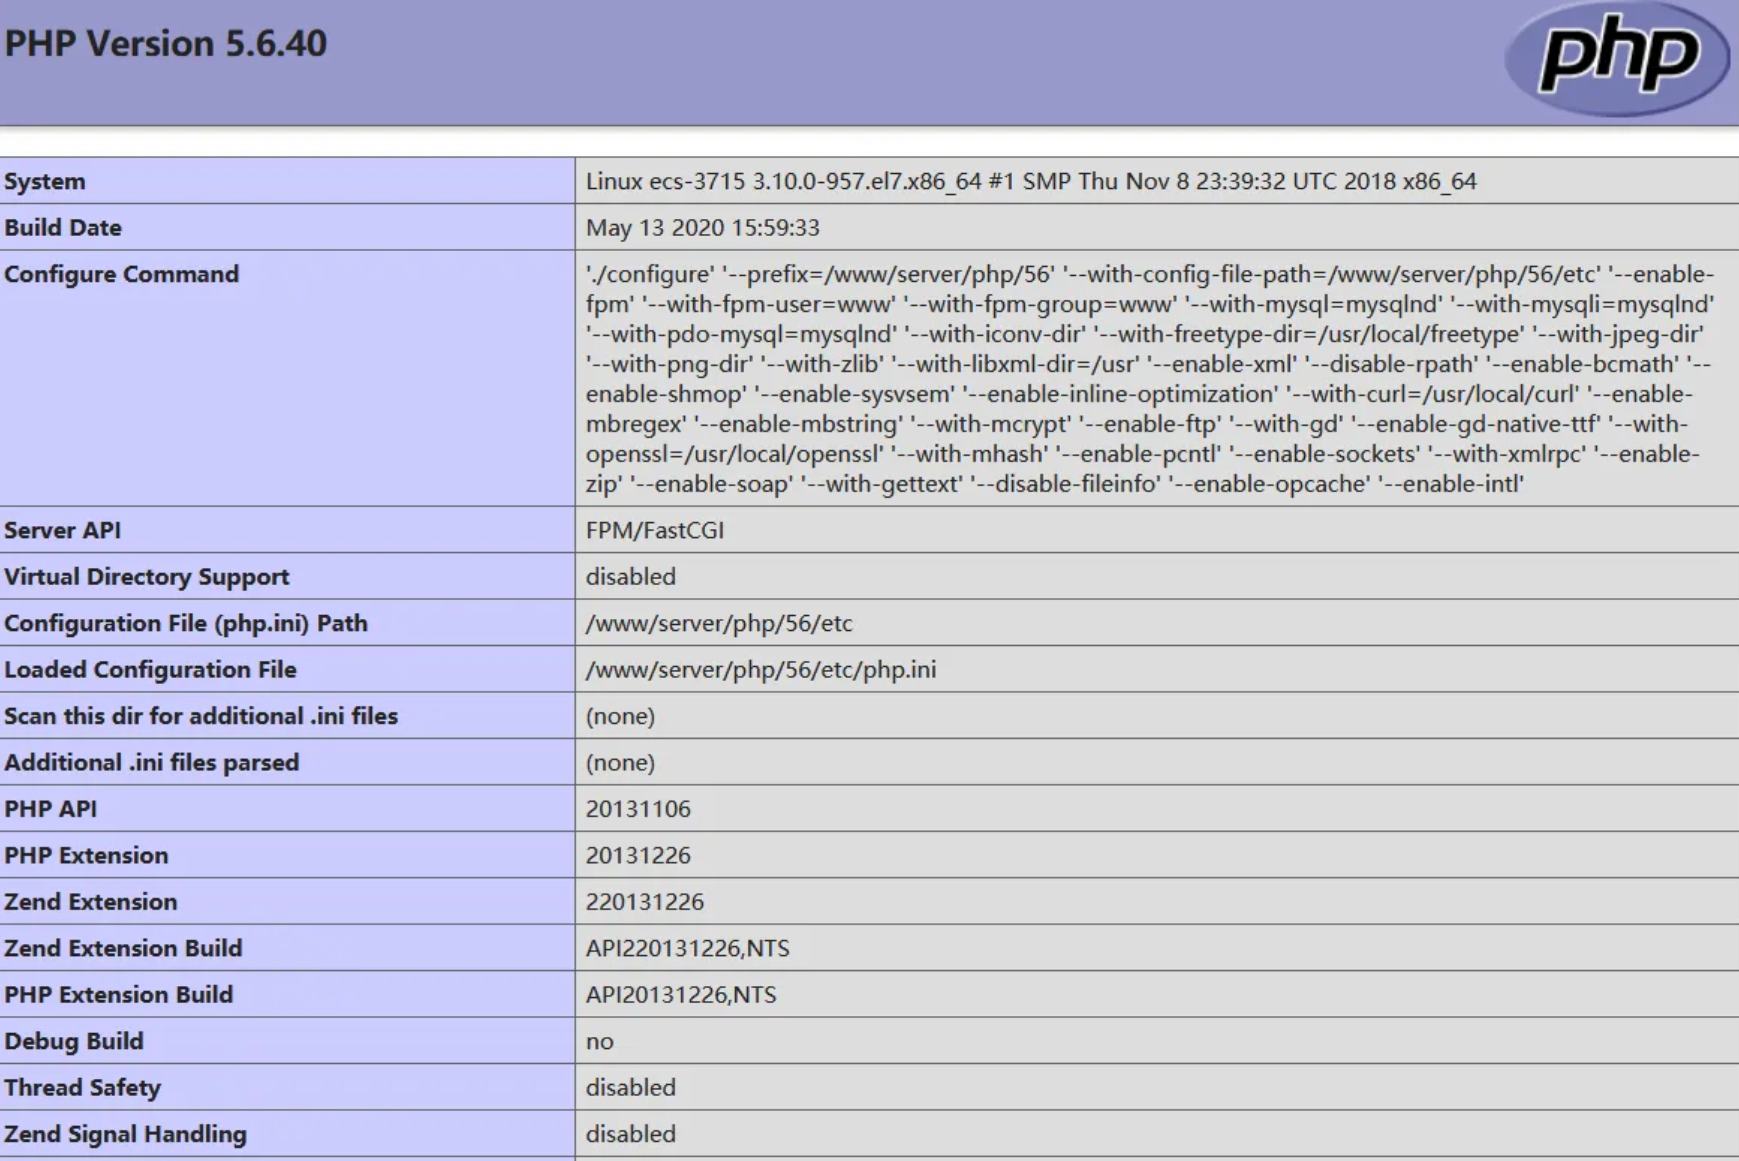 PHP Version 5.6.40
php
System Linux ecs-3715 3.10.0-957.el7.x86_64 #1 SMP Thu Nov 8 23:39:32 UTC 2018 x86_64
Build Date May 13 2020 15:59:33
Configure Command './configure' '--prefix=/www/server/php/56' '--with-config-file-path=/www/server/php/56/etc' '--enable-
fpm' '--with-fpm-user=www' '--with-fpm-group=www' '--with-mysql=mysqlnd' '--with-mysqli=mysqlnd'
'--with-pdo-mysql=mysqlnd' '--with-iconv-dir' '--with-freetype-dir=/usr/local/freetype' '--with-jpeg-dir'
'--with-png-dir' '--with-zlib' '--with-libxml-dir=/usr' '--enable-xml' '--disable-rpath' '--enable-bcmath' '--
enable-shmop' '--enable-sysvsem' '--enable-inline-optimization' '--with-curl=/usr/local/curl' '--enable-
mbregex' '--enable-mbstring' '--with-mcrypt' '--enable-ftp' '--with-gd' '--enable-gd-native-ttf' '--with-
openssl=/usr/local/openssl' '--with-mhash' '--enable-pcntl' '--enable-sockets' '--with-xmlrpc' '--enable-
zip' '--enable-soap' '--with-gettext' '--disable-fileinfo' '--enable-opcache' '--enable-intl'
Server API FPM/FastCGI
Virtual Directory Support disabled
Configuration File (php.ini) Path /www/server/php/56/etc
Loaded Configuration File /www/server/php/56/etc/php.ini
Scan this dir for additional .ini files (none)
Additional .ini files parsed (none)
PHP API 20131106
PHP Extension 20131226
Zend Extension 220131226
Zend Extension Build API220131226,NTS
PHP Extension Build API20131226,NTS
Debug Build no
Thread Safety disabled
Zend Signal Handling disabled